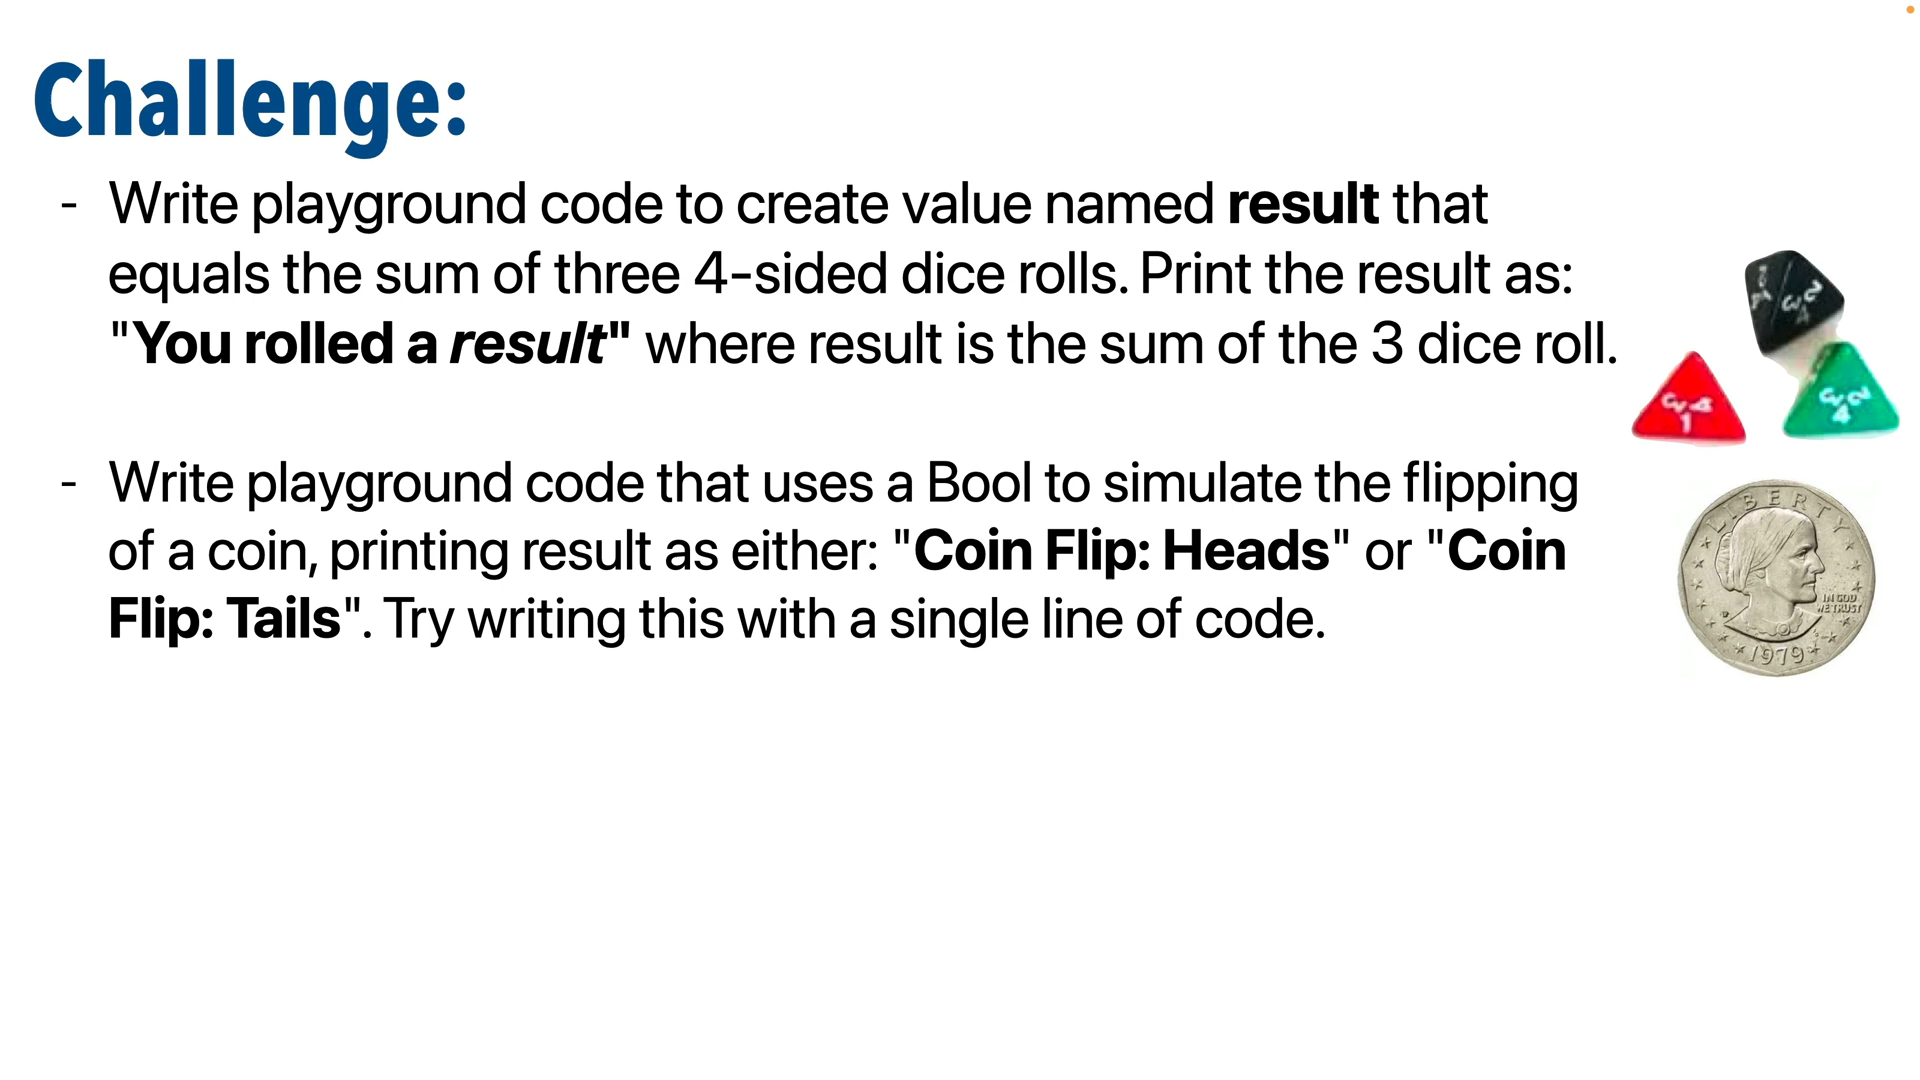 Challenge:
- Write playground code to create value named result that
equals the sum of three 4-sided dice rolls. Print the result as:
"You rolled a result" where result is the sum of the 3 dice roll.
- Write playground code that uses a Bool to simulate the flipping
of a coin, printing result as either: "Coin Flip: Heads" or "Coin
Flip: Tails". Try writing this with a single line of code.
1
4
LIBERTY
IN GOD
WE TRUST
1979